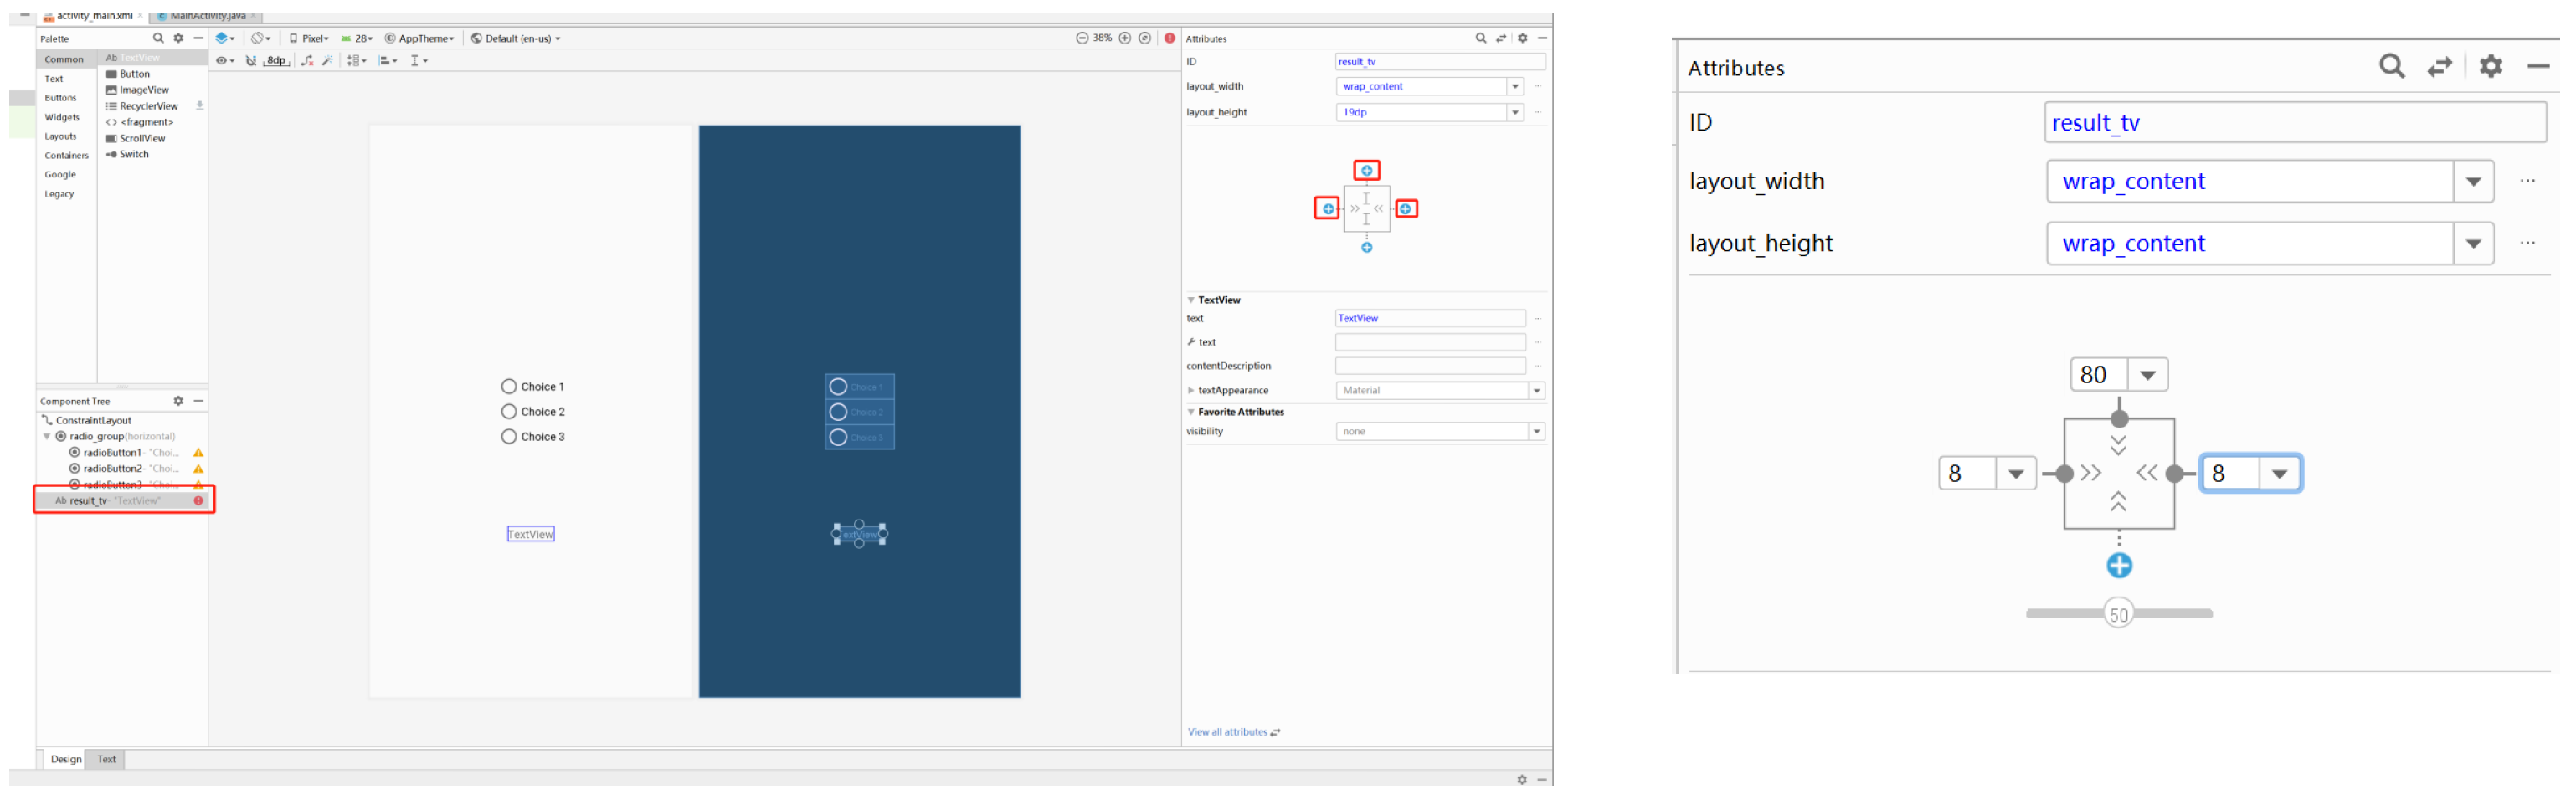 activity_main.xml MainActivity.java
Palette
Common
Text
Buttons
Widgets
Layouts
Containers
Google
Legacy
Ab TextView
Button
ImageView
RecyclerView
<fragment>
ScrollView
Switch
Pixel 28 AppTheme Default (en-us) 38%
8dp
Component Tree
ConstraintLayout
radio_group(horizontal)
radioButton1- "Choi...
radioButton2- "Choi...
radioButton3- "Choi...
Ab result_tv- "TextView"
Choice 1
Choice 2
Choice 3
TextView
Choice 1
Choice 2
Choice 3
TextView
Design Text
Attributes
ID result_tv
layout_width wrap_content
layout_height 19dp
TextView
text TextView
text
contentDescription
textAppearance Material
Favorite Attributes
visibility none
View all attributes
Attributes
ID result_tv
layout_width wrap_content
layout_height wrap_content
80
8 8
50